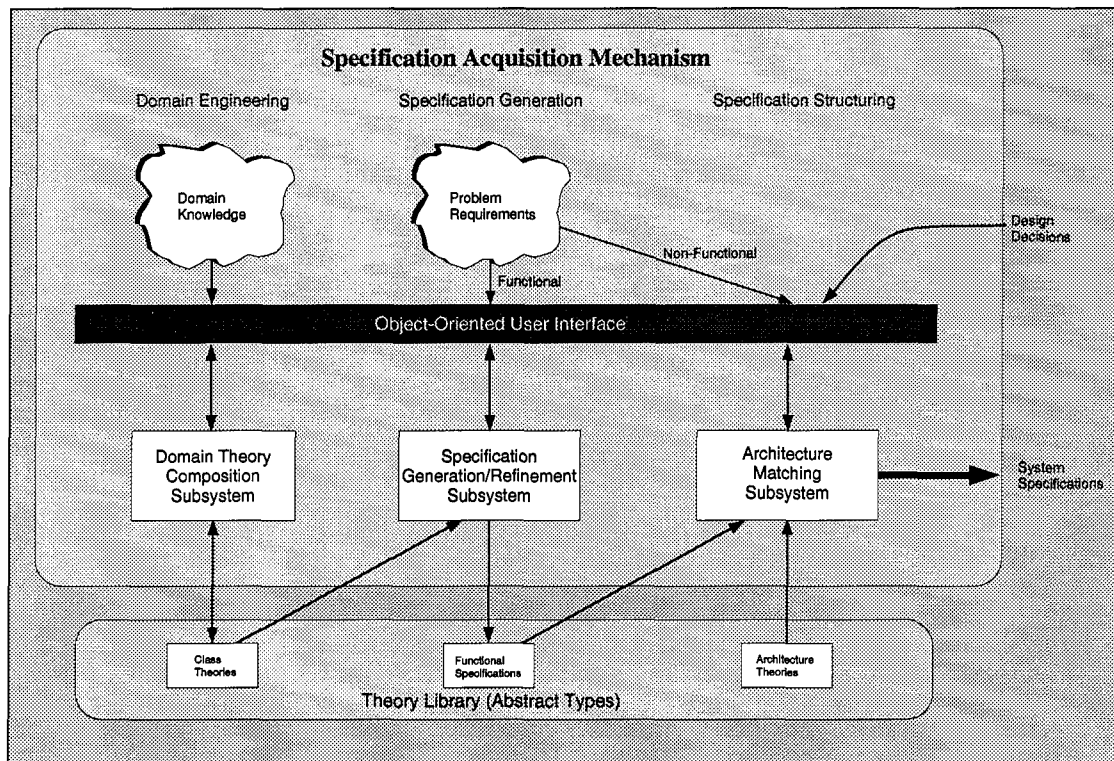 Specification Acquisition Mechanism
Domain Engineering
Specification Generation
Specification Structuring
Domain
Knowledge
Problem
Requirements
Design
Decisions
Non-Functional
Functional
Object-Oriented User Interface
Domain Theory
Composition
Subsystem
Specification
Generation/Refinement
Subsystem
Architecture
Matching
Subsystem
System
Specifications
Class
Theories
Functional
Specifications
Architecture
Theories
Theory Library (Abstract Types)